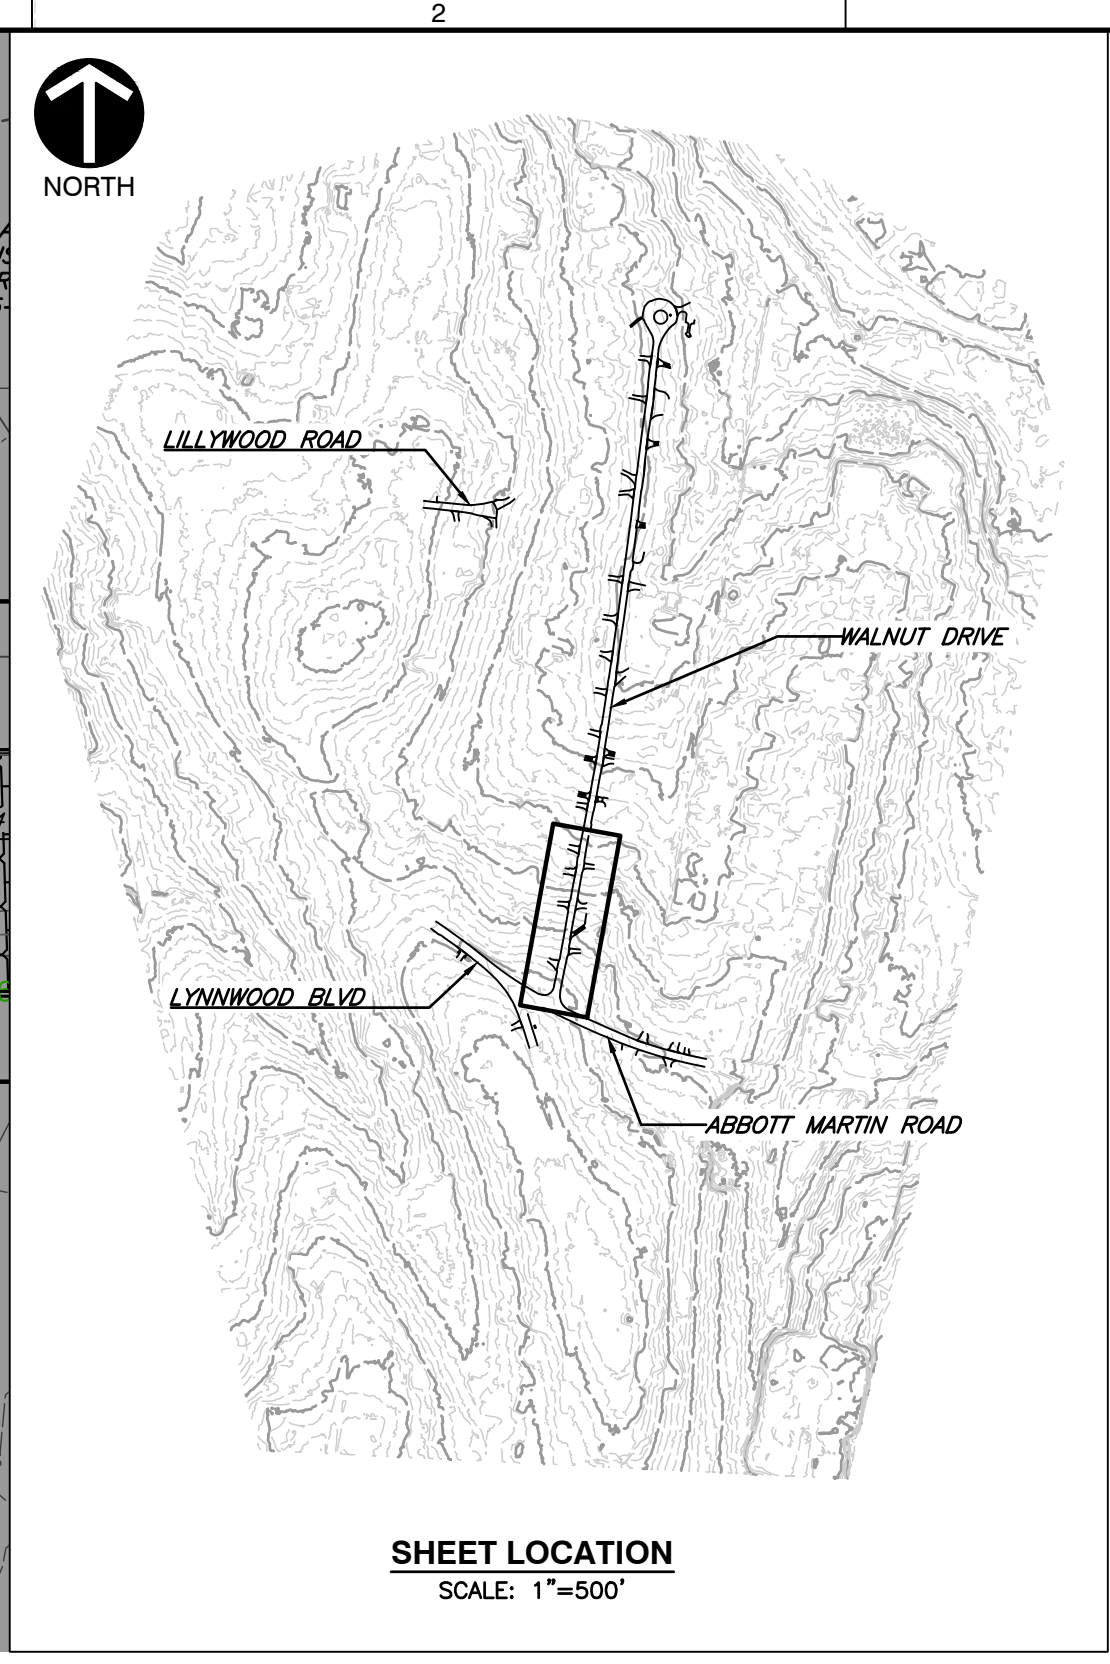 2
NORTH
LILLYWOOD ROAD
WALNUT DRIVE
LYNNWOOD BLVD
ABBOTT MARTIN ROAD
SHEET LOCATION
SCALE: 1"=500'